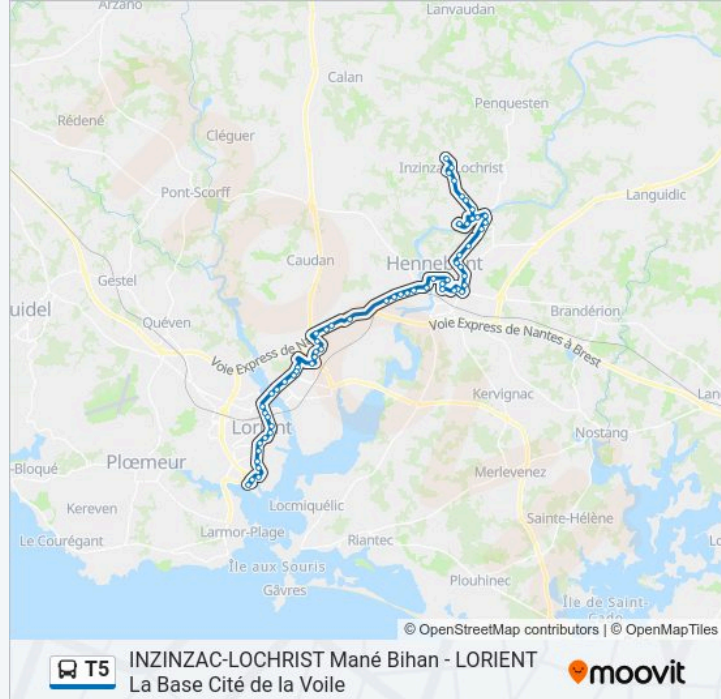 Arzano
Lanvaudan
Calan
Penquesten
Rédené
Cléguer
Inzinzac-Lochrist
Pont-Scorff
Languidic
Caudan
Hennebont
Gestel
uidel
Quéven
Brandérion
Voie Express de Nantes à Brest
Voie Express de N
Lan
Kervignac
Lorient
Nostang
-Bloqué
Plœmeur
Merlevenez
Kerven
Locmiquélic
Sainte-Hélène
Le Courégant
Larmor-Plage
Riantec
Île aux Souris
Gâvres
Plouhinec
Île de Saint-
© OpenStreetMap contributors | © OpenMapTiles
T5
INZINZAC-LOCHRIST Mané Bihan - LORIENT
La Base Cité de la Voile
moovit